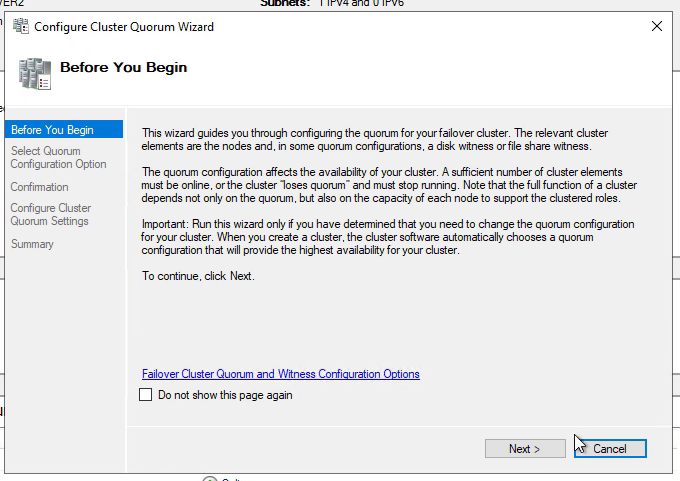 VER2
Subnets: 1 IPv4 and 0 IPv6
Configure Cluster Quorum Wizard
Before You Begin
Before You Begin
Select Quorum
Configuration Option
Confirmation
Configure Cluster
Quorum Settings
Summary
This wizard guides you through configuring the quorum for your failover cluster. The relevant cluster
elements are the nodes and, in some quorum configurations, a disk witness or file share witness.
The quorum configuration affects the availability of your cluster. A sufficient number of cluster elements
must be online, or the cluster "loses quorum" and must stop running. Note that the full function of a cluster
depends not only on the quorum, but also on the capacity of each node to support the clustered roles.
Important: Run this wizard only if you have determined that you need to change the quorum configuration
for your cluster. When you create a cluster, the cluster software automatically chooses a quorum
configuration that will provide the highest availability for your cluster.
To continue, click Next.
Failover Cluster Quorum and Witness Configuration Options
Do not show this page again
Next >
Cancel